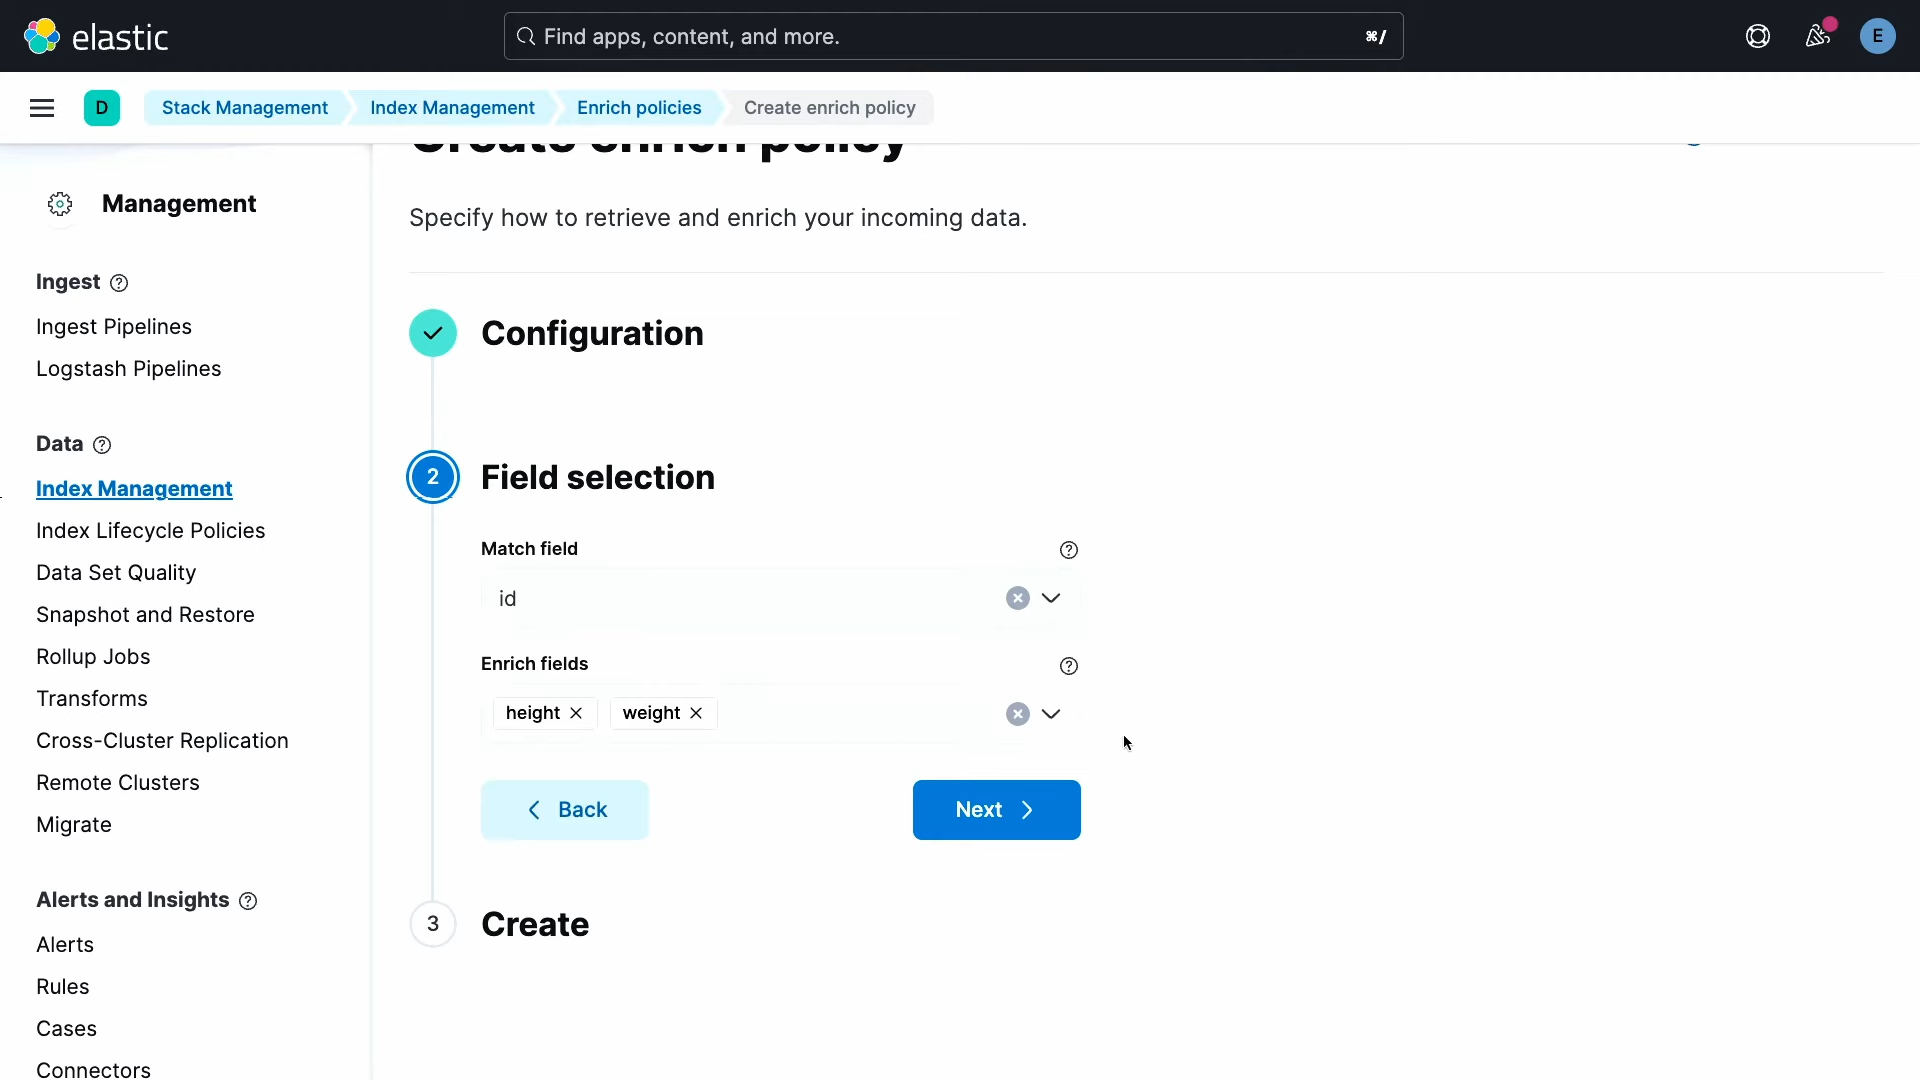 elastic
Find apps, content, and more.
⌘/
E
D
Stack Management
Index Management
Enrich policies
Create enrich policy
Create enrich policy
Management
Specify how to retrieve and enrich your incoming data.
Ingest
Ingest Pipelines
Logstash Pipelines
Data
Index Management
Index Lifecycle Policies
Data Set Quality
Snapshot and Restore
Rollup Jobs
Transforms
Cross-Cluster Replication
Remote Clusters
Migrate
Alerts and Insights
Alerts
Rules
Cases
Connectors
Configuration
2 Field selection
Match field
id
Enrich fields
height weight
Back
Next
3 Create